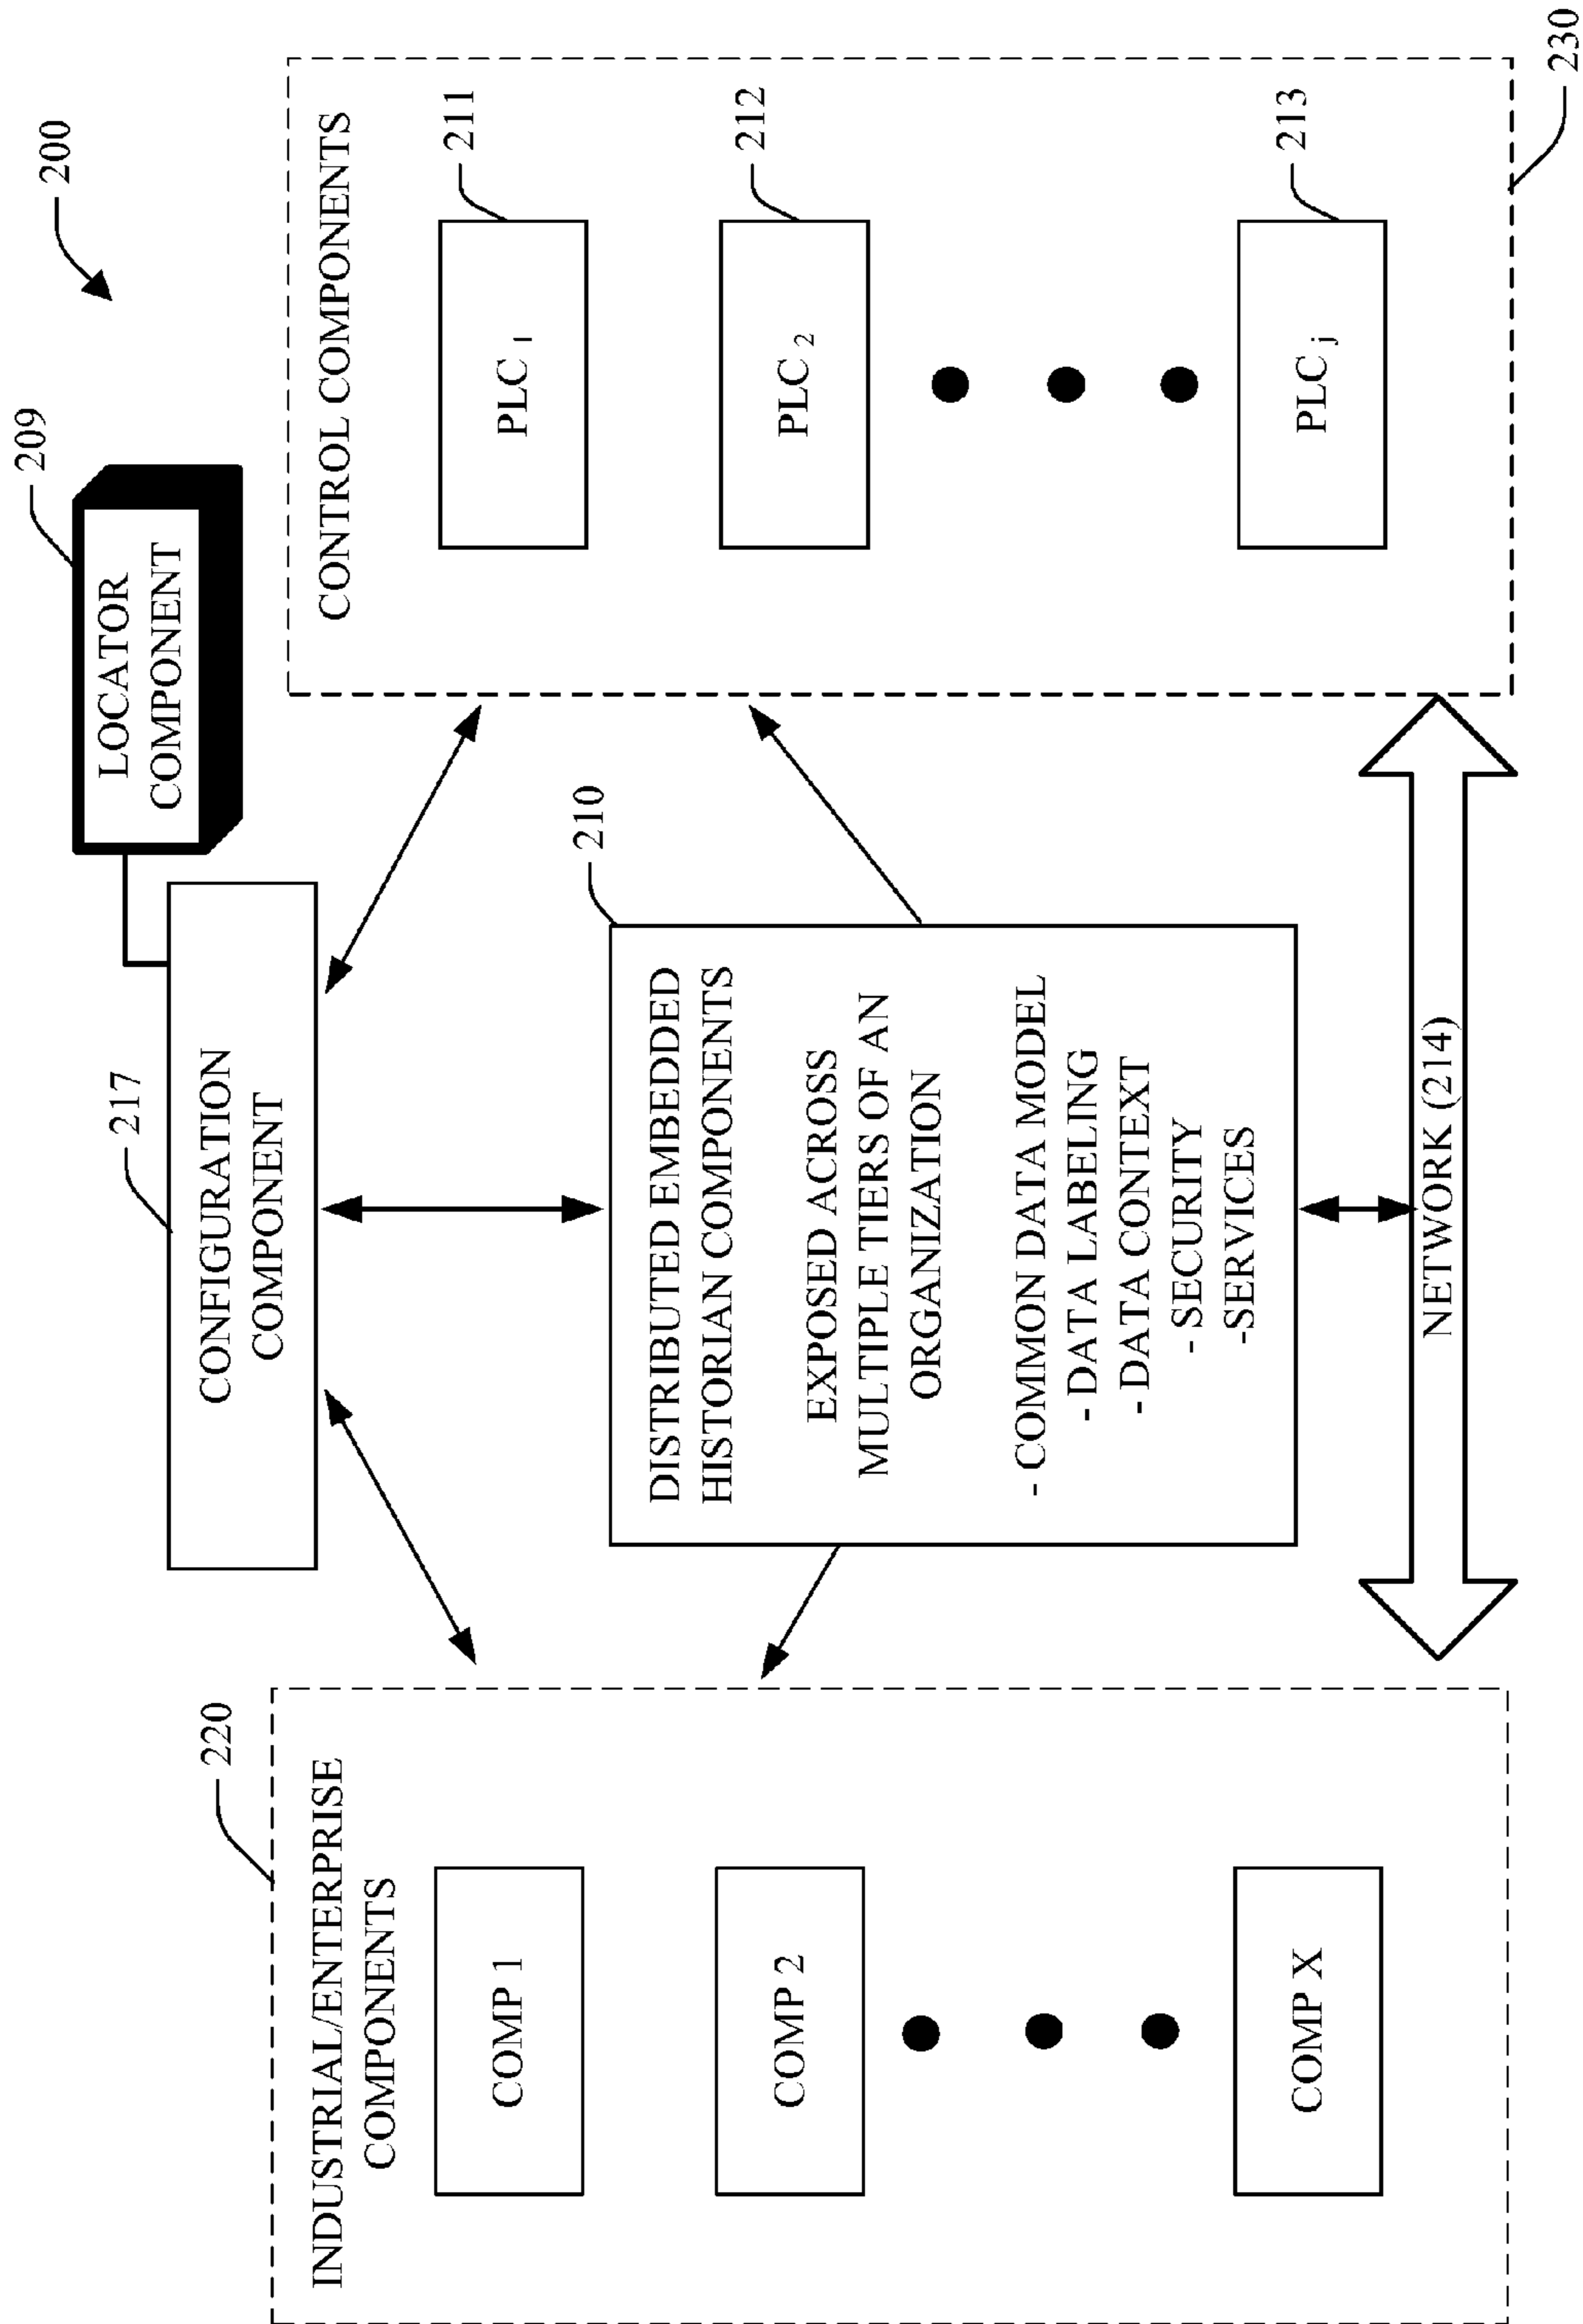 200
209
LOCATOR
COMPONENT
217
CONFIGURATION
COMPONENT
220
INDUSTRIAL/ENTERPRISE
COMPONENTS
COMP 1
COMP 2
COMP X
210
DISTRIBUTED EMBEDDED
HISTORIAN COMPONENTS
EXPOSED ACROSS
MULTIPLE TIERS OF AN
ORGANIZATION
- COMMON DATA MODEL
- DATA LABELING
- DATA CONTEXT
- SECURITY
-SERVICES
CONTROL COMPONENTS
PLC 1
211
PLC 2
212
PLC j
213
NETWORK (214)
230